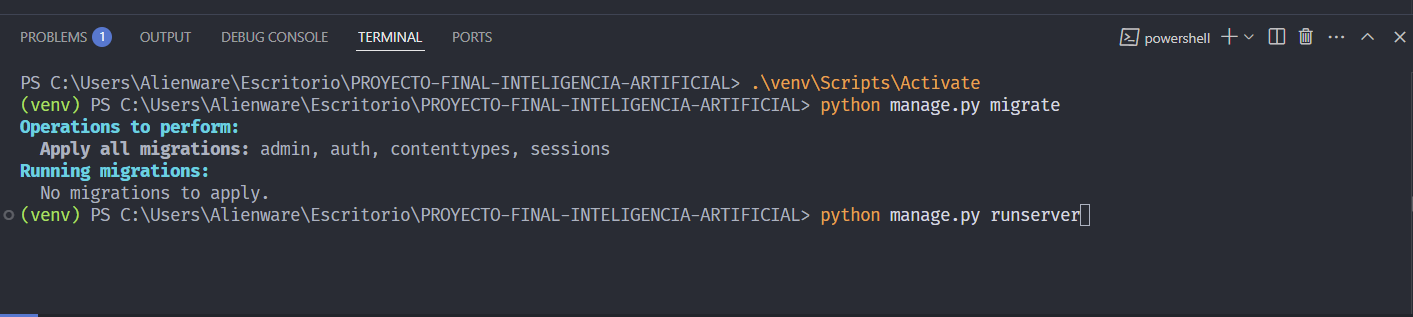 PROBLEMS 1 OUTPUT DEBUG CONSOLE TERMINAL PORTS powershell
PS C:\Users\Alienware\Escritorio\PROYECTO-FINAL-INTELIGENCIA-ARTIFICIAL> .\venv\Scripts\Activate
(venv) PS C:\Users\Alienware\Escritorio\PROYECTO-FINAL-INTELIGENCIA-ARTIFICIAL> python manage.py migrate
Operations to perform:
  Apply all migrations: admin, auth, contenttypes, sessions
Running migrations:
  No migrations to apply.
(venv) PS C:\Users\Alienware\Escritorio\PROYECTO-FINAL-INTELIGENCIA-ARTIFICIAL> python manage.py runserver